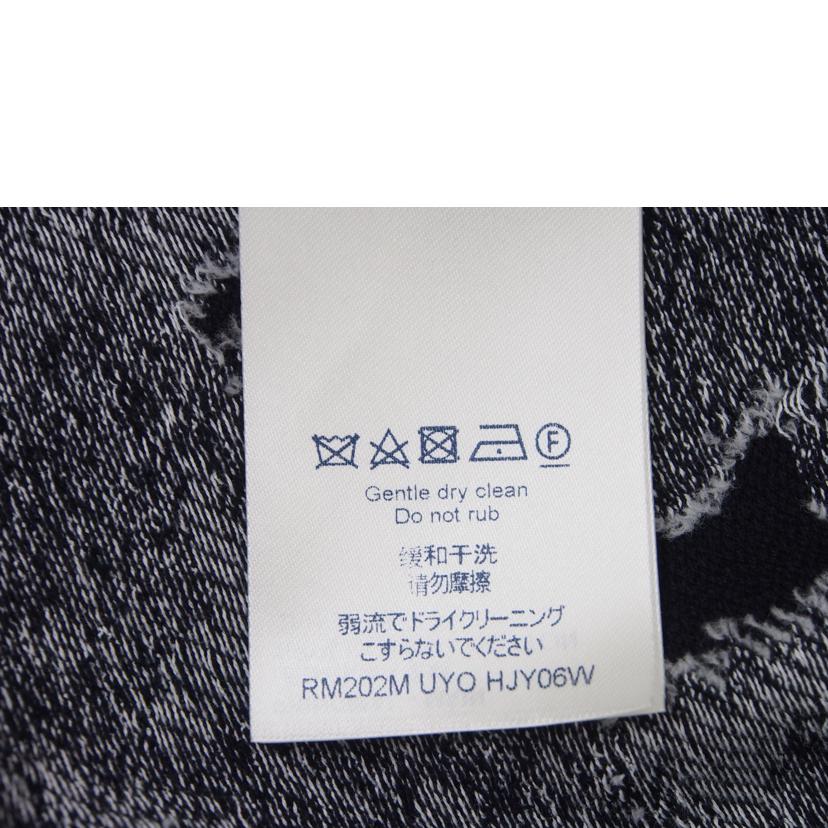 F
Gentle dry clean
Do not rub
缓和干洗
请勿摩擦
弱流でドライクリーニング
こすらないでください
RM202M UYO HJY06W